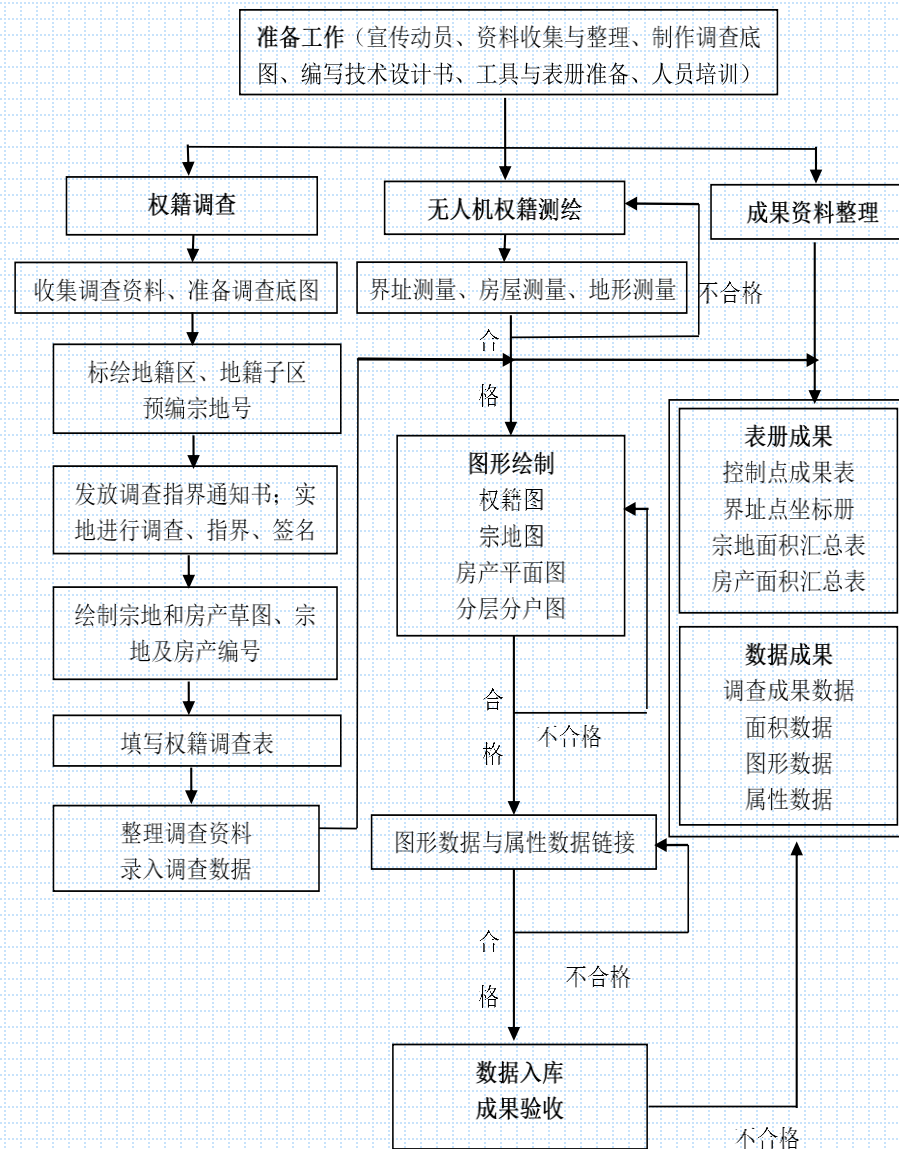 准备工作（宣传动员、资料收集与整理、制作调查底
图、编写技术设计书、工具与表册准备、人员培训）
权籍调查
无人机权籍测绘
成果资料整理
收集调查资料、准备调查底图
界址测量、房屋测量、地形测量
不合格
标绘地籍区、地籍子区
预编宗地号
合
格
发放调查指界通知书；实
地进行调查、指界、签名
图形绘制
权籍图
宗地图
房产平面图
分层分户图
表册成果
控制点成果表
界址点坐标册
宗地面积汇总表
房产面积汇总表
绘制宗地和房产草图、宗
地及房产编号
数据成果
调查成果数据
面积数据
图形数据
属性数据
合
格
不合格
填写权籍调查表
整理调查资料
录入调查数据
图形数据与属性数据链接
合
格
不合格
数据入库
成果验收
不合格